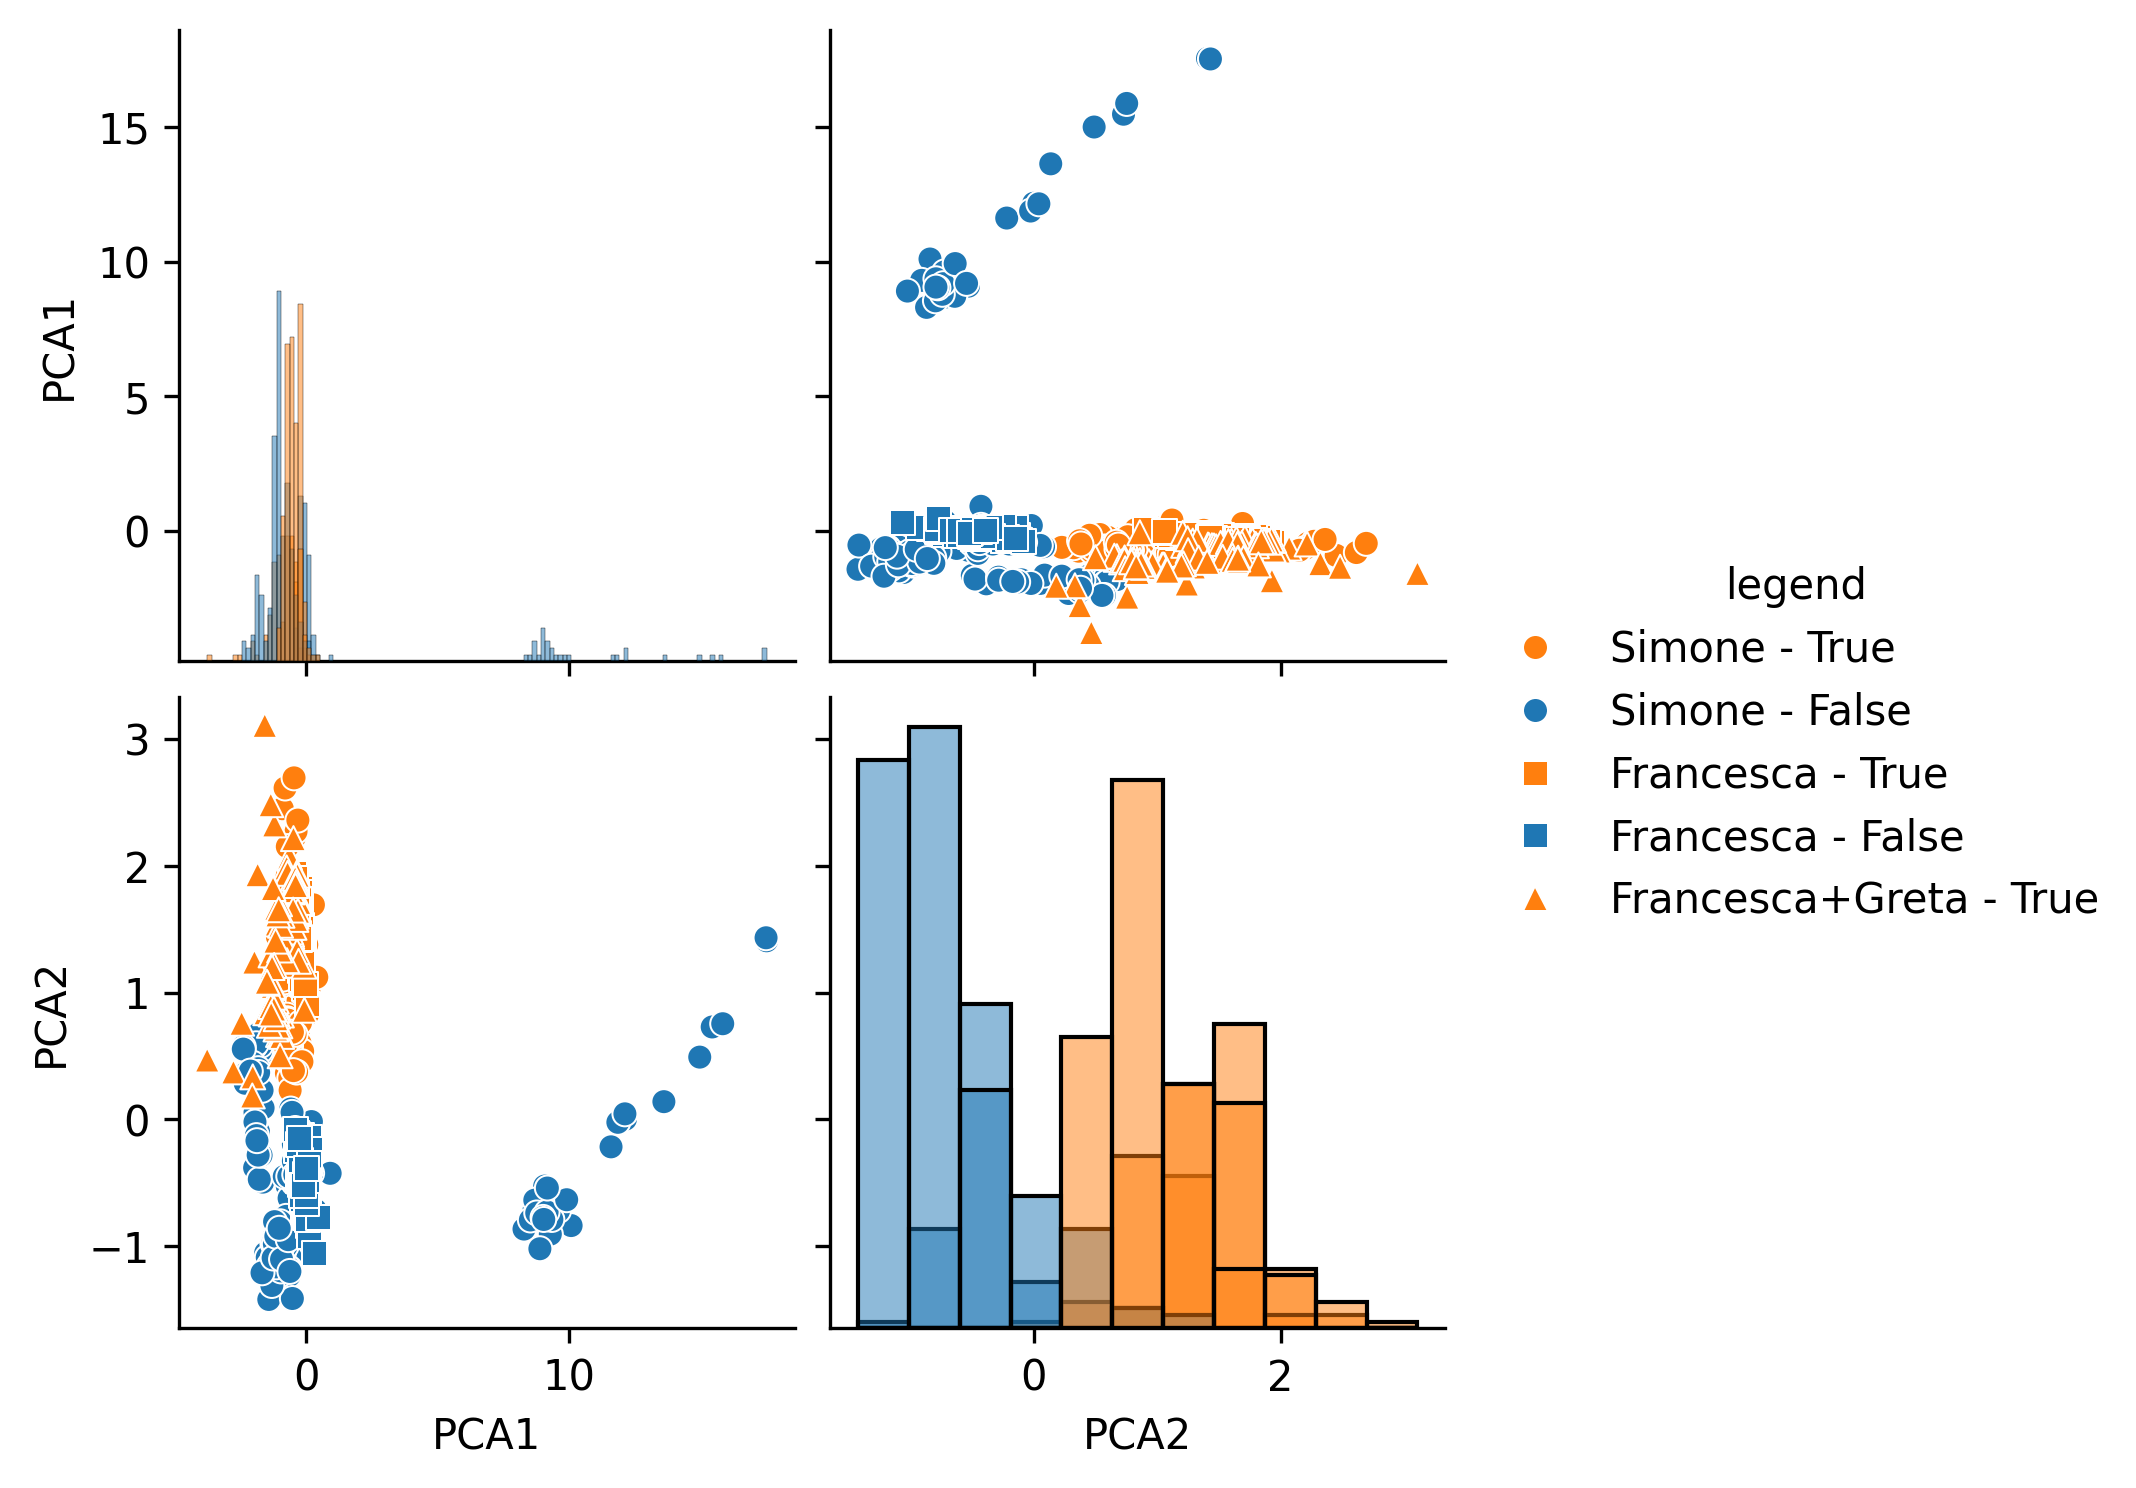 15
10
5
0
PCA1
3
2
1
0
−1
PCA2
0
10
PCA1
0
2
PCA2
legend
Simone - True
Simone - False
Francesca - True
Francesca - False
Francesca+Greta - True